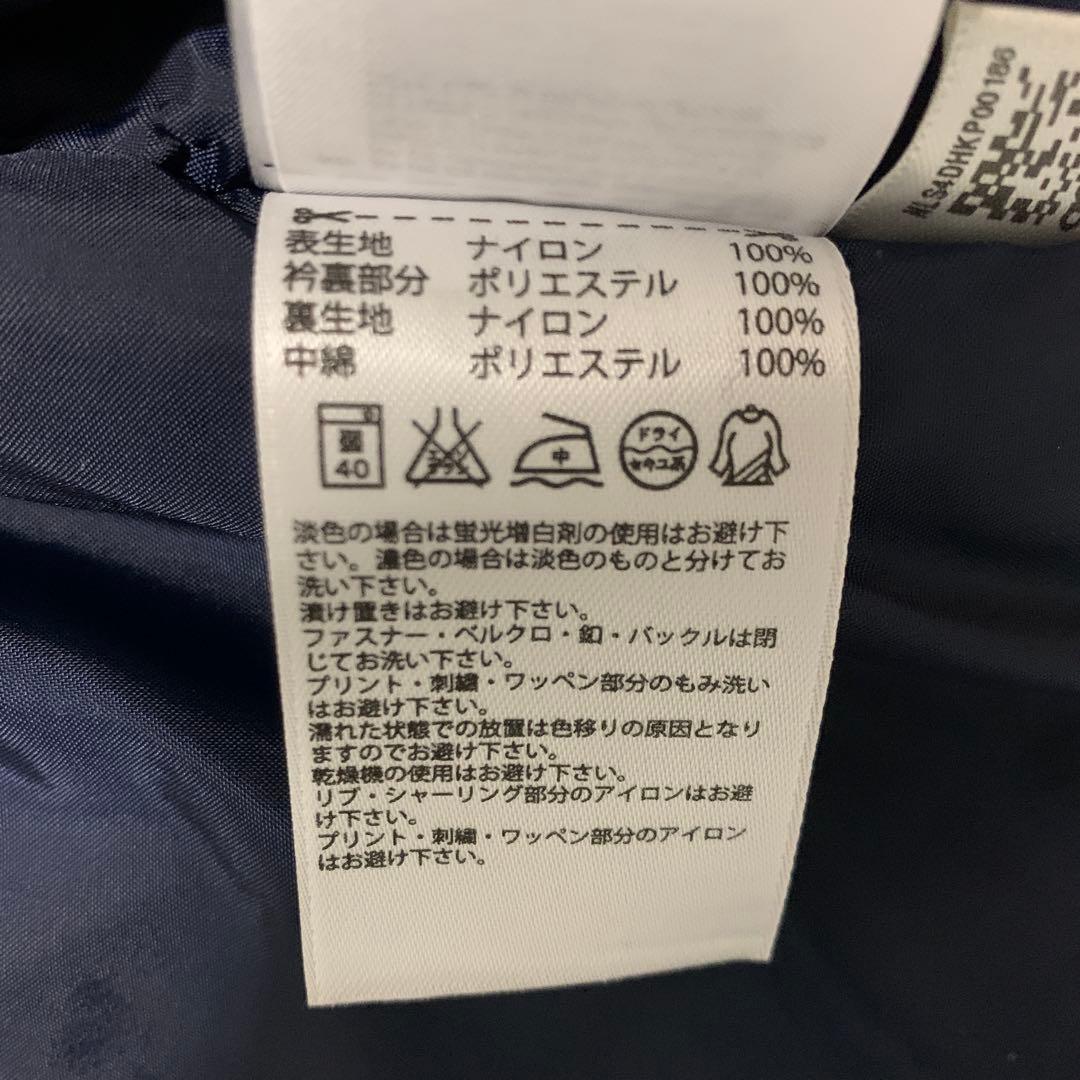 MLS4DHKP00186
表生地 ナイロン 100%
衿裏部分 ポリエステル 100%
裏生地 ナイロン 100%
中綿 ポリエステル 100%
弱
40
エンソ
サラシ
中
ドライ
セキユ系
淡色の場合は蛍光増白剤の使用はお避け下
さい。濃色の場合は淡色のものと分けてお
洗い下さい。
漬け置きはお避け下さい。
ファスナー・ベルクロ・釦・バックルは閉
じてお洗い下さい。
プリント・刺繍・ワッペン部分のもみ洗い
はお避け下さい。
濡れた状態での放置は色移りの原因となり
ますのでお避け下さい。
乾燥機の使用はお避け下さい。
リブ・シャーリング部分のアイロンはお避
け下さい。
プリント・刺繍・ワッペン部分のアイロン
はお避け下さい。